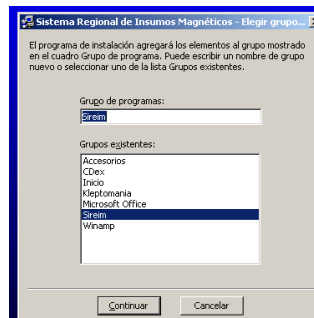 Sistema Regional de Insumos Magnéticos - Elegir grupo...
El programa de instalación agregará los elementos al grupo mostrado
en el cuadro Grupo de programa. Puede escribir un nombre de grupo
nuevo o seleccionar uno de la lista Grupos existentes.
Grupo de programas:
Sireim
Grupos existentes:
Accesorios
CDex
Inicio
Kleptomania
Microsoft Office
Sireim
Winamp
Continuar
Cancelar